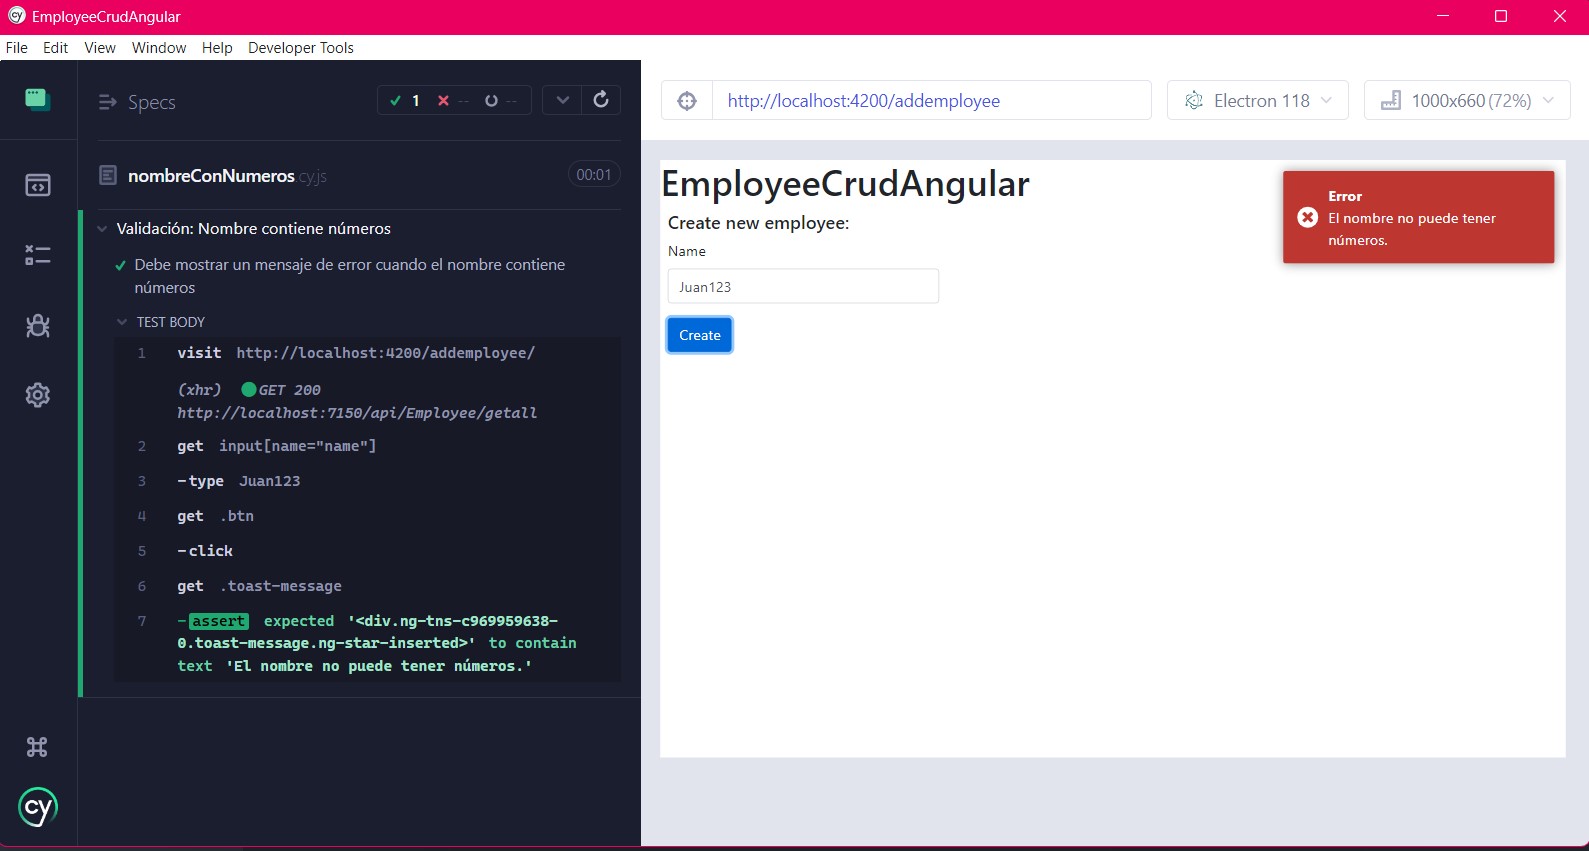 EmployeeCrudAngular
File Edit View Window Help Developer Tools
Specs
1 -- --
nombreConNumeros.cy.js
00:01
Validación: Nombre contiene números
Debe mostrar un mensaje de error cuando el nombre contiene
números
TEST BODY
1 visit http://localhost:4200/addemployee/
(xhr) GET 200
http://localhost:7150/api/Employee/getall
2 get input[name="name"]
3 -type Juan123
4 get .btn
5 -click
6 get .toast-message
7 -assert expected '<div.ng-tns-c969959638-
0.toast-message.ng-star-inserted>' to contain
text 'El nombre no puede tener números.'
cy
http://localhost:4200/addemployee
Electron 118
1000x660 (72%)
EmployeeCrudAngular
Create new employee:
Name
Juan123
Create
Error
El nombre no puede tener
números.